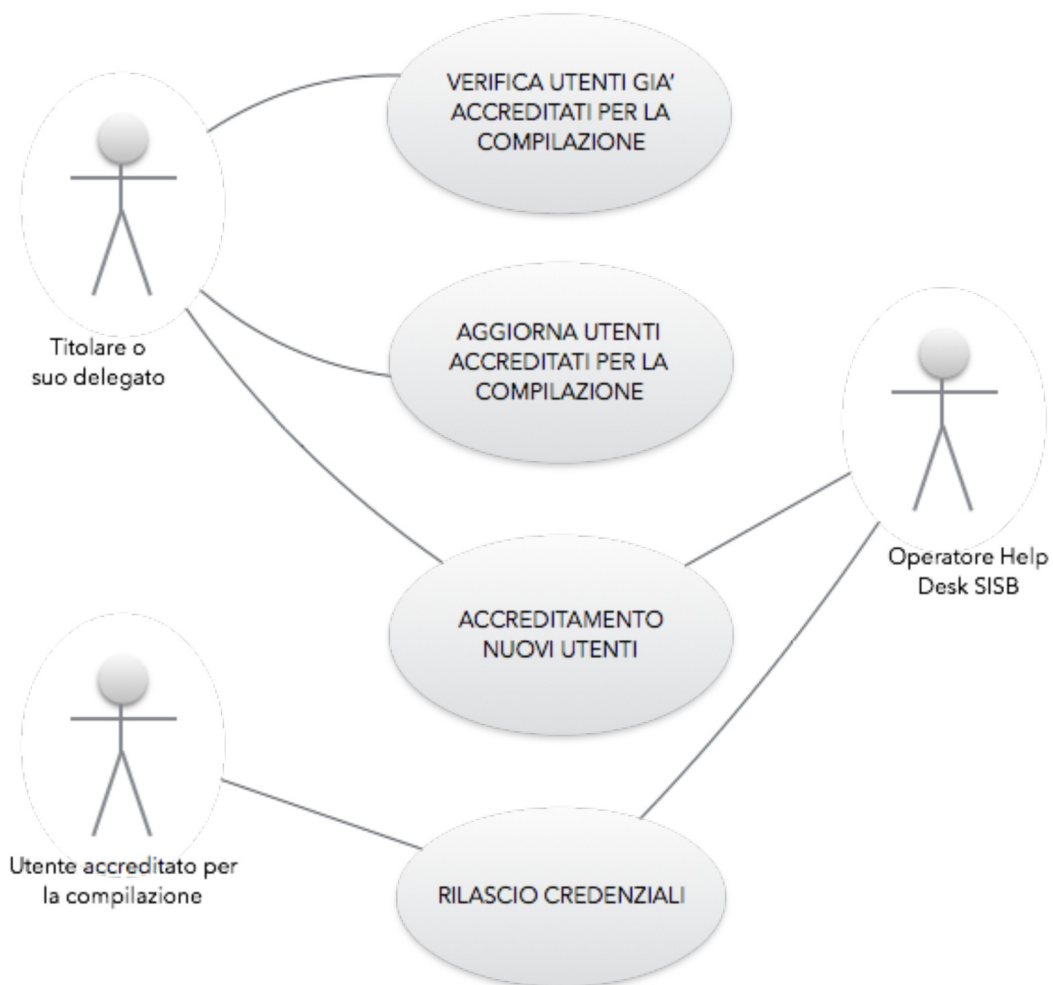 VERIFICA UTENTI GIA’
ACCREDITATI PER LA
COMPILAZIONE
Titolare o
suo delegato
AGGIORNA UTENTI
ACCREDITATI PER LA
COMPILAZIONE
Operatore Help
Desk SISB
ACCREDITAMENTO
NUOVI UTENTI
Utente accreditato per
la compilazione
RILASCIO CREDENZIALI